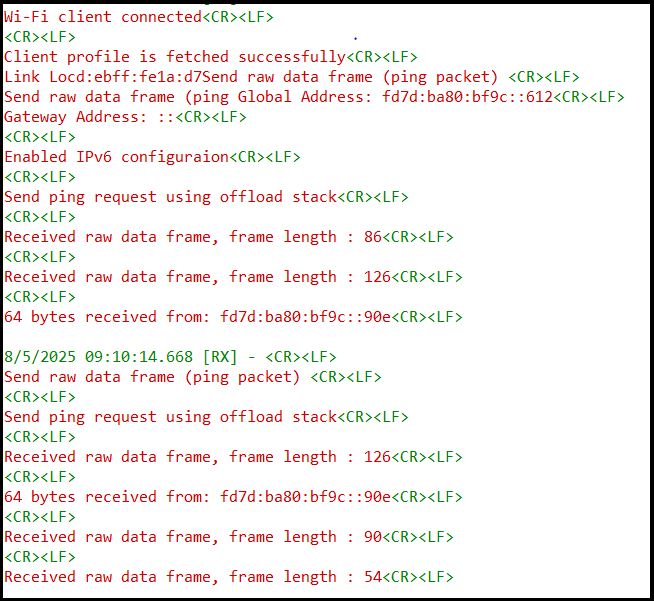 Wi-Fi client connected<CR><LF>
<CR><LF>
Client profile is fetched successfully<CR><LF>
Link Locd:ebff:fe1a:d7Send raw data frame (ping packet) <CR><LF>
Send raw data frame (ping Global Address: fd7d:ba80:bf9c::612<CR><LF>
Gateway Address: ::<CR><LF>
<CR><LF>
Enabled IPv6 configuraion<CR><LF>
<CR><LF>
Send ping request using offload stack<CR><LF>
<CR><LF>
Received raw data frame, frame length : 86<CR><LF>
<CR><LF>
Received raw data frame, frame length : 126<CR><LF>
<CR><LF>
64 bytes received from: fd7d:ba80:bf9c::90e<CR><LF>
8/5/2025 09:10:14.668 [RX] - <CR><LF>
Send raw data frame (ping packet) <CR><LF>
<CR><LF>
Send ping request using offload stack<CR><LF>
<CR><LF>
Received raw data frame, frame length : 126<CR><LF>
<CR><LF>
64 bytes received from: fd7d:ba80:bf9c::90e<CR><LF>
<CR><LF>
Received raw data frame, frame length : 90<CR><LF>
<CR><LF>
Received raw data frame, frame length : 54<CR><LF>